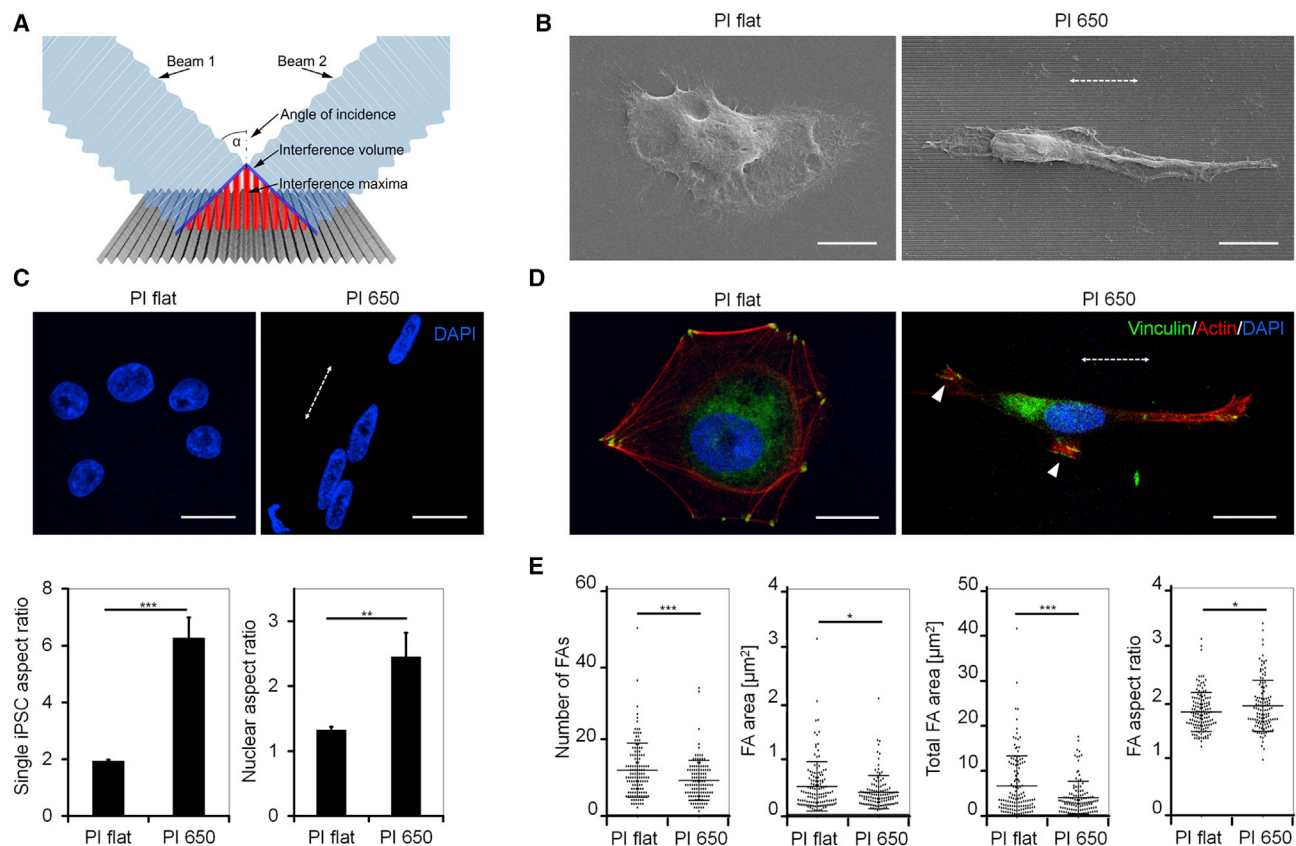 A
Beam 1
Beam 2
Angle of incidence
α
Interference volume
Interference maxima
B
PI flat
PI 650
C
PI flat
PI 650
DAPI
D
PI flat
PI 650
Vinculin/Actin/DAPI
Single iPSC aspect ratio
8
6
4
2
0
***
PI flat
PI 650
Nuclear aspect ratio
3
2
1
0
**
PI flat
PI 650
E
Number of FAs
60
40
20
0
***
PI flat
PI 650
FA area [µm²]
4
3
2
1
0
*
PI flat
PI 650
Total FA area [µm²]
50
40
30
20
10
0
***
PI flat
PI 650
FA aspect ratio
4
3
2
1
0
*
PI flat
PI 650